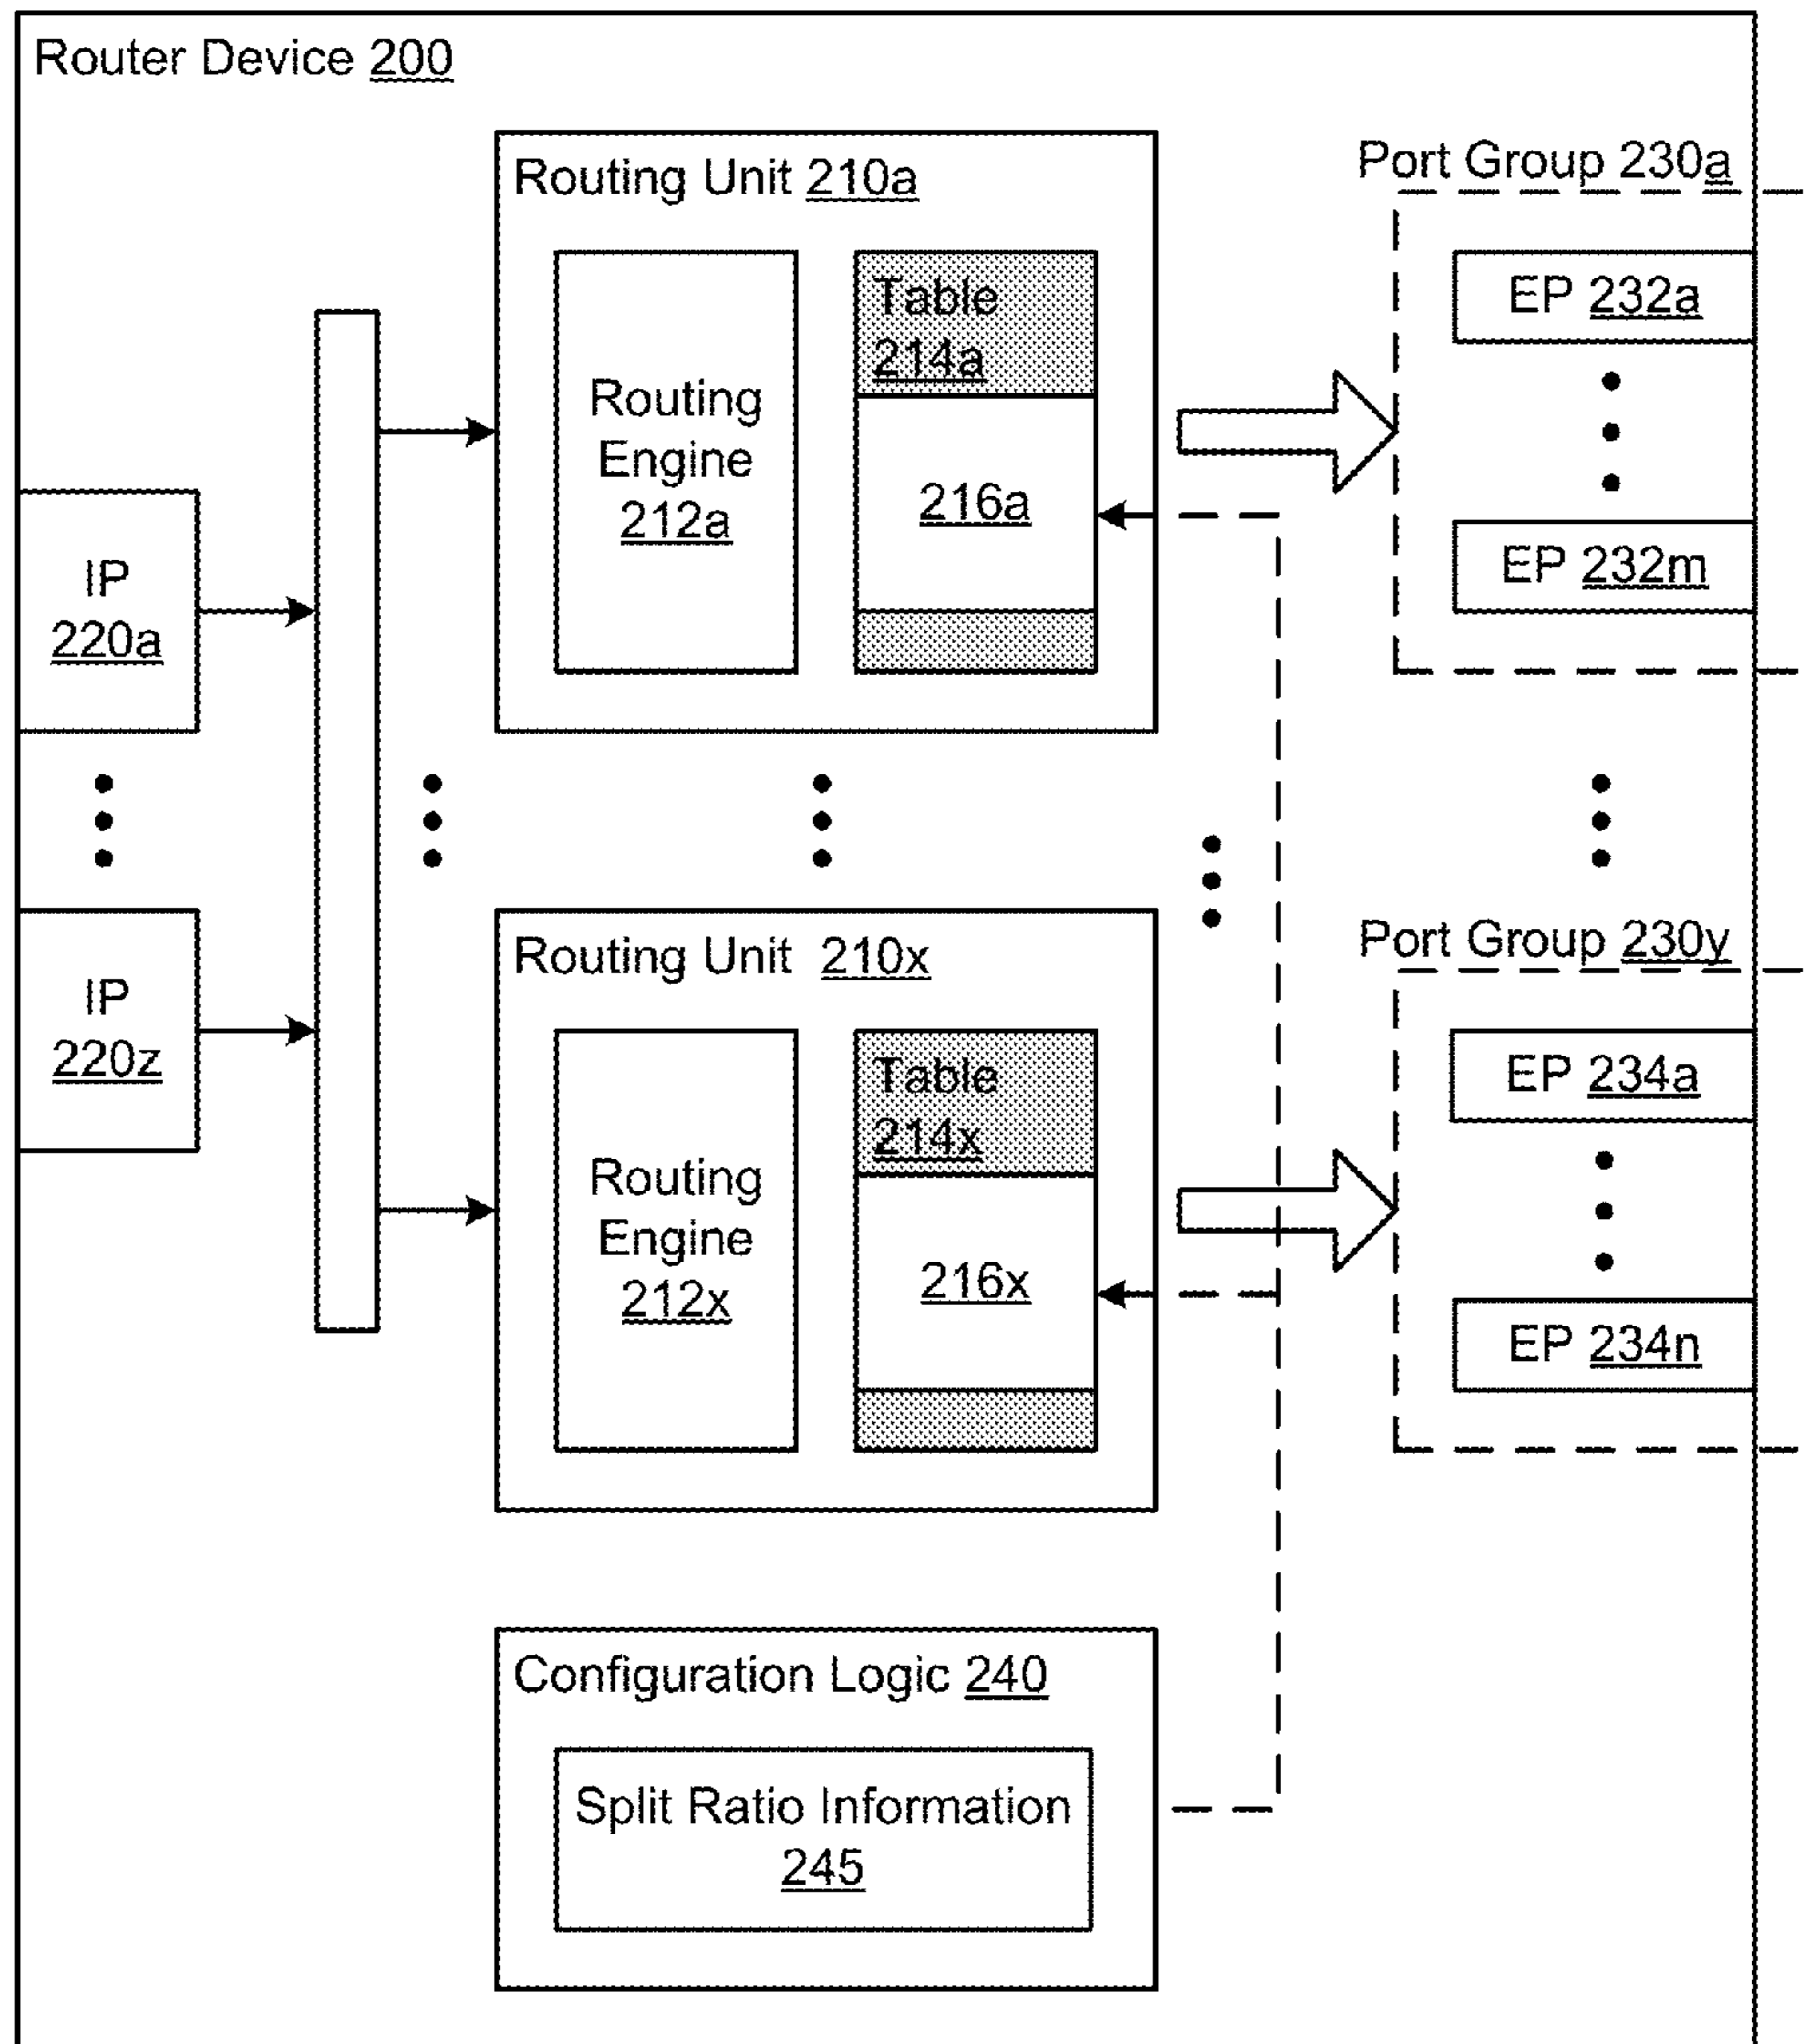 Router Device 200
Routing Unit 210a
Port Group 230a
Table
214a
EP 232a
Routing
Engine
212a
216a
EP 232m
IP
220a
Routing Unit 210x
Port Group 230y
IP
220z
Table
214x
EP 234a
Routing
Engine
212x
216x
EP 234n
Configuration Logic 240
Split Ratio Information
245